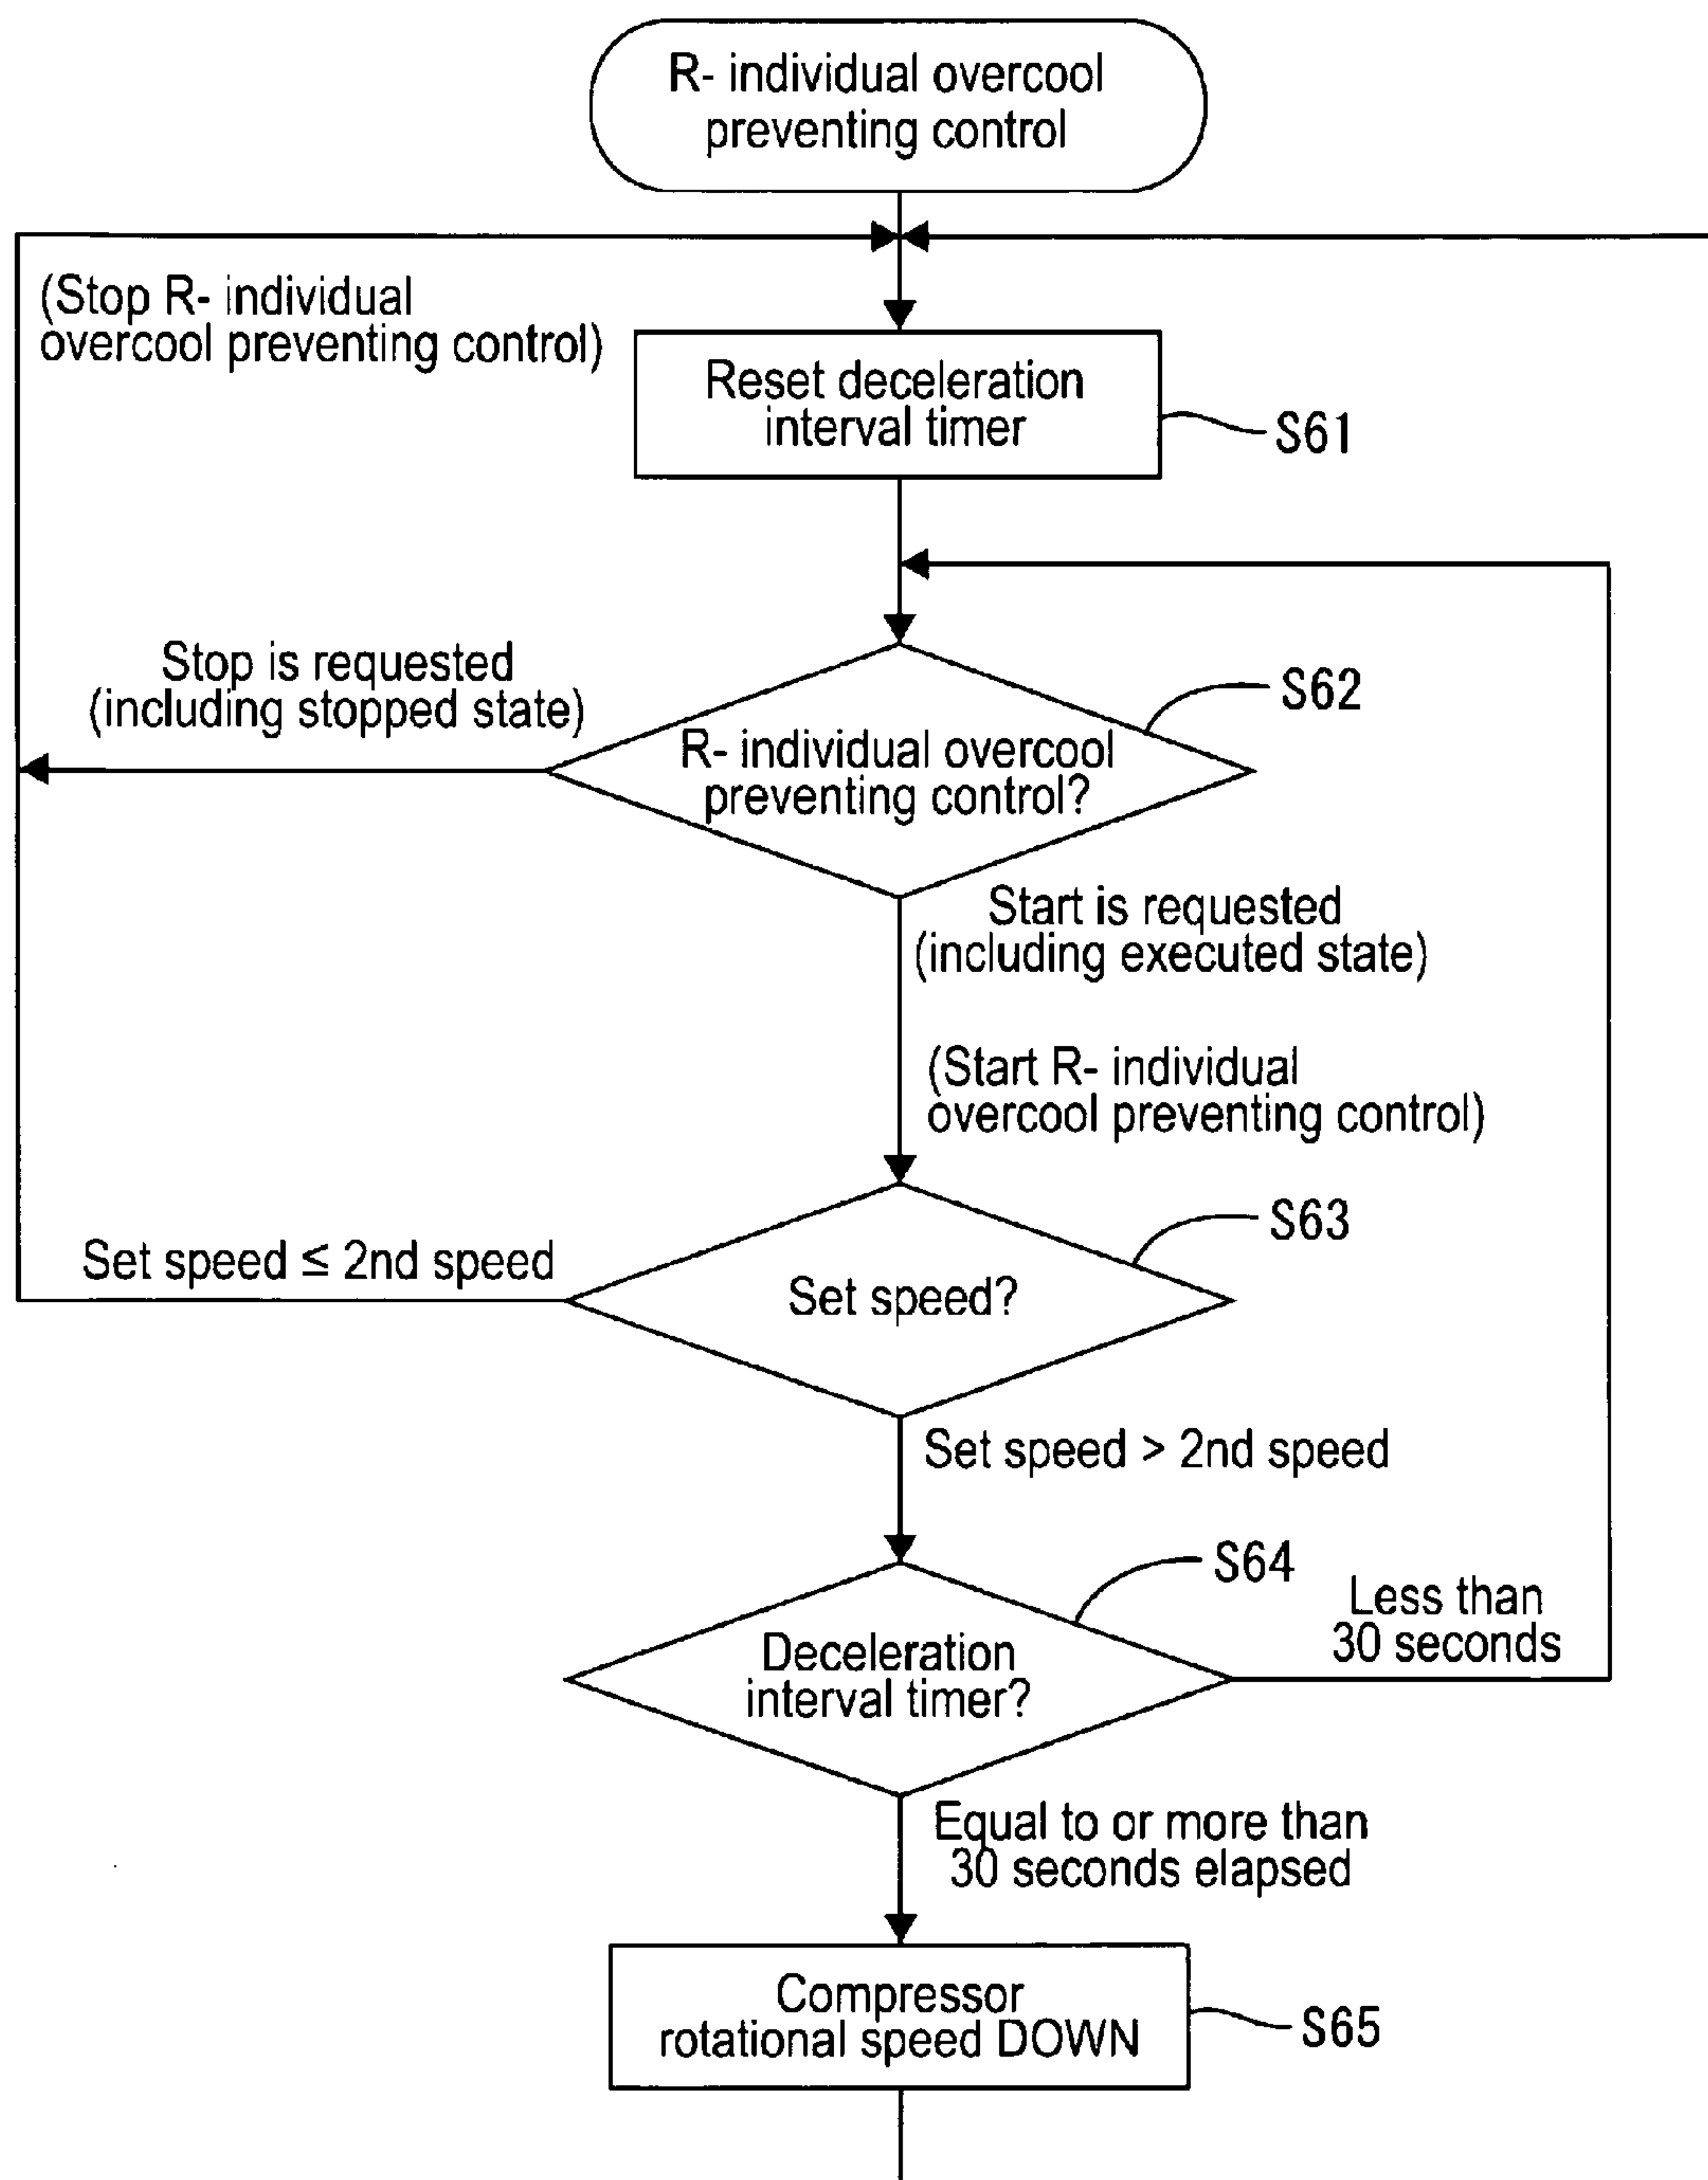 R- individual overcool
preventing control
(Stop R- individual
overcool preventing control)
Reset deceleration
interval timer
S61
Stop is requested
(including stopped state)
S62
R- individual overcool
preventing control?
Start is requested
(including executed state)
(Start R- individual
overcool preventing control)
S63
Set speed ≤ 2nd speed
Set speed?
Set speed > 2nd speed
S64
Less than
30 seconds
Deceleration
interval timer?
Equal to or more than
30 seconds elapsed
Compressor
rotational speed DOWN
S65